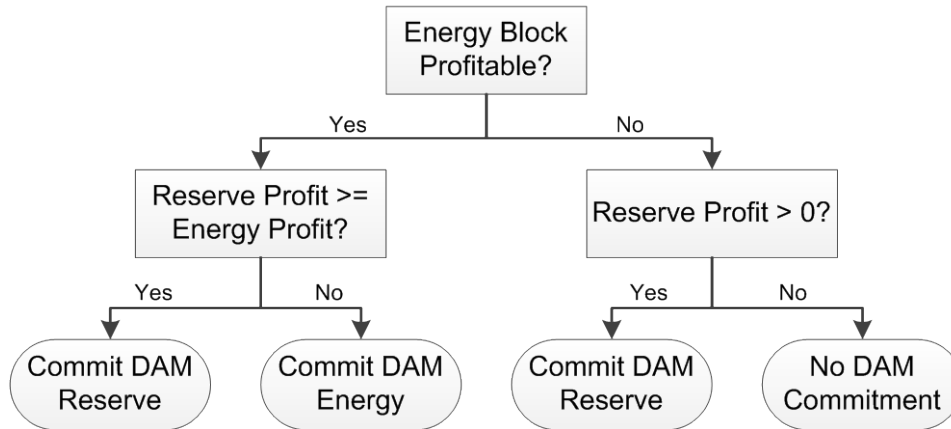 Energy Block
Profitable?
Yes
No
Reserve Profit >=
Energy Profit?
Reserve Profit > 0?
Yes
No
Yes
No
Commit DAM
Reserve
Commit DAM
Energy
Commit DAM
Reserve
No DAM
Commitment